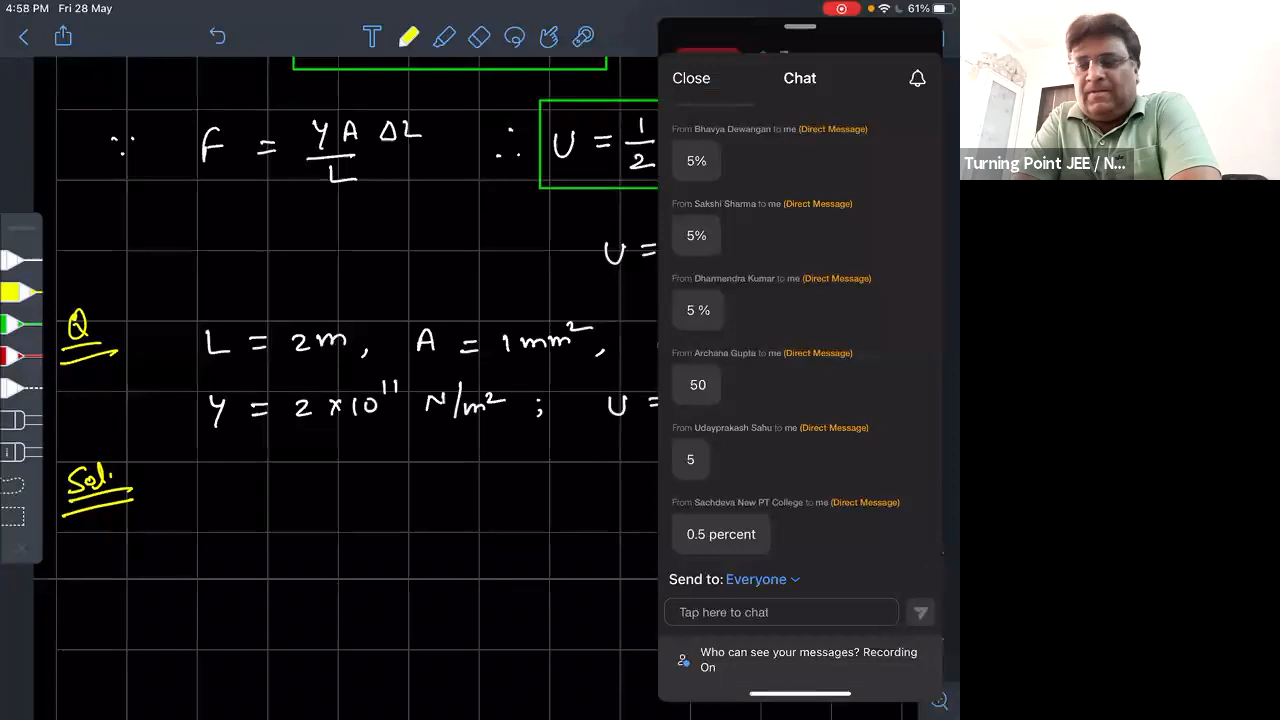 4:58 PM Fri 28 May
61%
∵ F = YA/L ΔL ∴ U = 1/2
U =
Q
L = 2m, A = 1mm²,
Y = 2 × 10¹¹ N/m² ; U =
Sol.
Close Chat
From Bhavya Dewangan to me (Direct Message)
5%
From Sakshi Sharma to me (Direct Message)
5%
From Dharmendra Kumar to me (Direct Message)
5 %
From Archana Gupta to me (Direct Message)
50
From Udayprakash Sahu to me (Direct Message)
5
From Sachdeva New PT College to me (Direct Message)
0.5 percent
Send to: Everyone
Tap here to chat
Who can see your messages? Recording
On
Turning Point JEE / N...